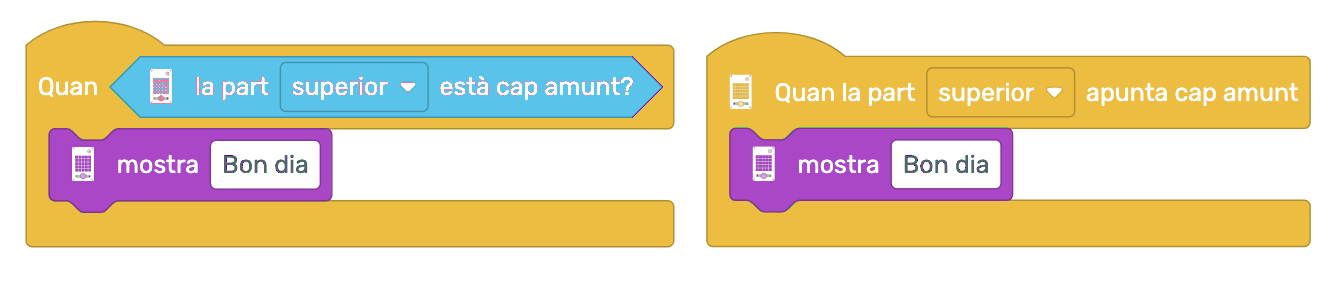 Quan la part superior està cap amunt?
mostra Bon dia
Quan la part superior apunta cap amunt
mostra Bon dia